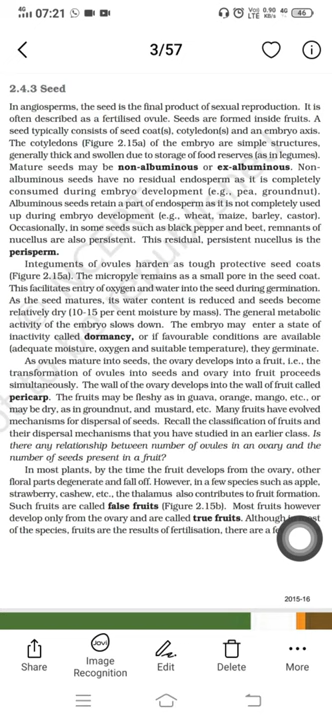 4G 07:21
Vo) 0.90 4G 46
LTE KB/s
3/57
2.4.3 Seed
In angiosperms, the seed is the final product of sexual reproduction. It is
often described as a fertilised ovule. Seeds are formed inside fruits. A
seed typically consists of seed coat(s), cotyledon(s) and an embryo axis.
The cotyledons (Figure 2.15a) of the embryo are simple structures,
generally thick and swollen due to storage of food reserves (as in legumes).
Mature seeds may be non-albuminous or ex-albuminous. Non-
albuminous seeds have no residual endosperm as it is completely
consumed during embryo development (e.g., pea, groundnut).
Albuminous seeds retain a part of endosperm as it is not completely used
up during embryo development (e.g., wheat, maize, barley, castor).
Occasionally, in some seeds such as black pepper and beet, remnants of
nucellus are also persistent. This residual, persistent nucellus is the
perisperm.
Integuments of ovules harden as tough protective seed coats
(Figure 2.15a). The micropyle remains as a small pore in the seed coat.
This facilitates entry of oxygen and water into the seed during germination.
As the seed matures, its water content is reduced and seeds become
relatively dry (10-15 per cent moisture by mass). The general metabolic
activity of the embryo slows down. The embryo may enter a state of
inactivity called dormancy, or if favourable conditions are available
(adequate moisture, oxygen and suitable temperature), they germinate.
As ovules mature into seeds, the ovary develops into a fruit, i.e., the
transformation of ovules into seeds and ovary into fruit proceeds
simultaneously. The wall of the ovary develops into the wall of fruit called
pericarp. The fruits may be fleshy as in guava, orange, mango, etc., or
may be dry, as in groundnut, and mustard, etc. Many fruits have evolved
mechanisms for dispersal of seeds. Recall the classification of fruits and
their dispersal mechanisms that you have studied in an earlier class. Is
there any relationship between number of ovules in an ovary and the
number of seeds present in a fruit?
In most plants, by the time the fruit develops from the ovary, other
floral parts degenerate and fall off. However, in a few species such as apple,
strawberry, cashew, etc., the thalamus also contributes to fruit formation.
Such fruits are called false fruits (Figure 2.15b). Most fruits however
develop only from the ovary and are called true fruits. Although
of the species, fruits are the results of fertilisation, there are a
2015-16
Jovi
Share
Image
Recognition
Edit
Delete
More